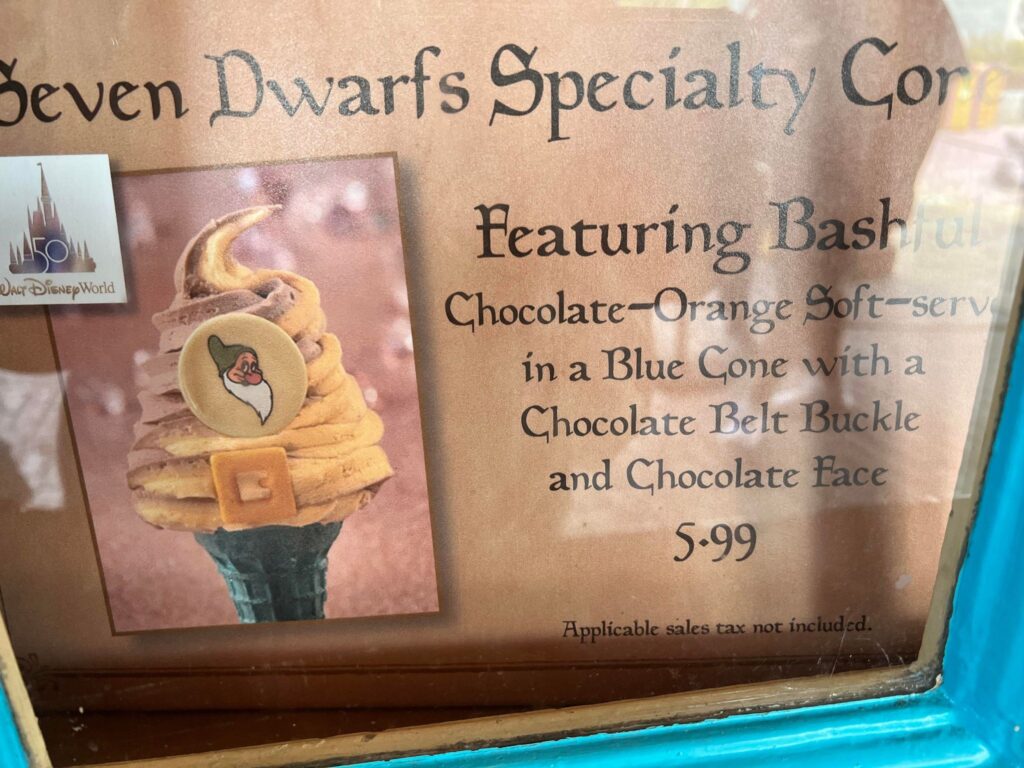 Seven Dwarfs Specialty Con
50
Walt Disney World
Featuring Bashful
Chocolate-Orange Soft-serv
in a Blue Cone with a
Chocolate Belt Buckle
and Chocolate Face
5.99
Applicable sales tax not included.